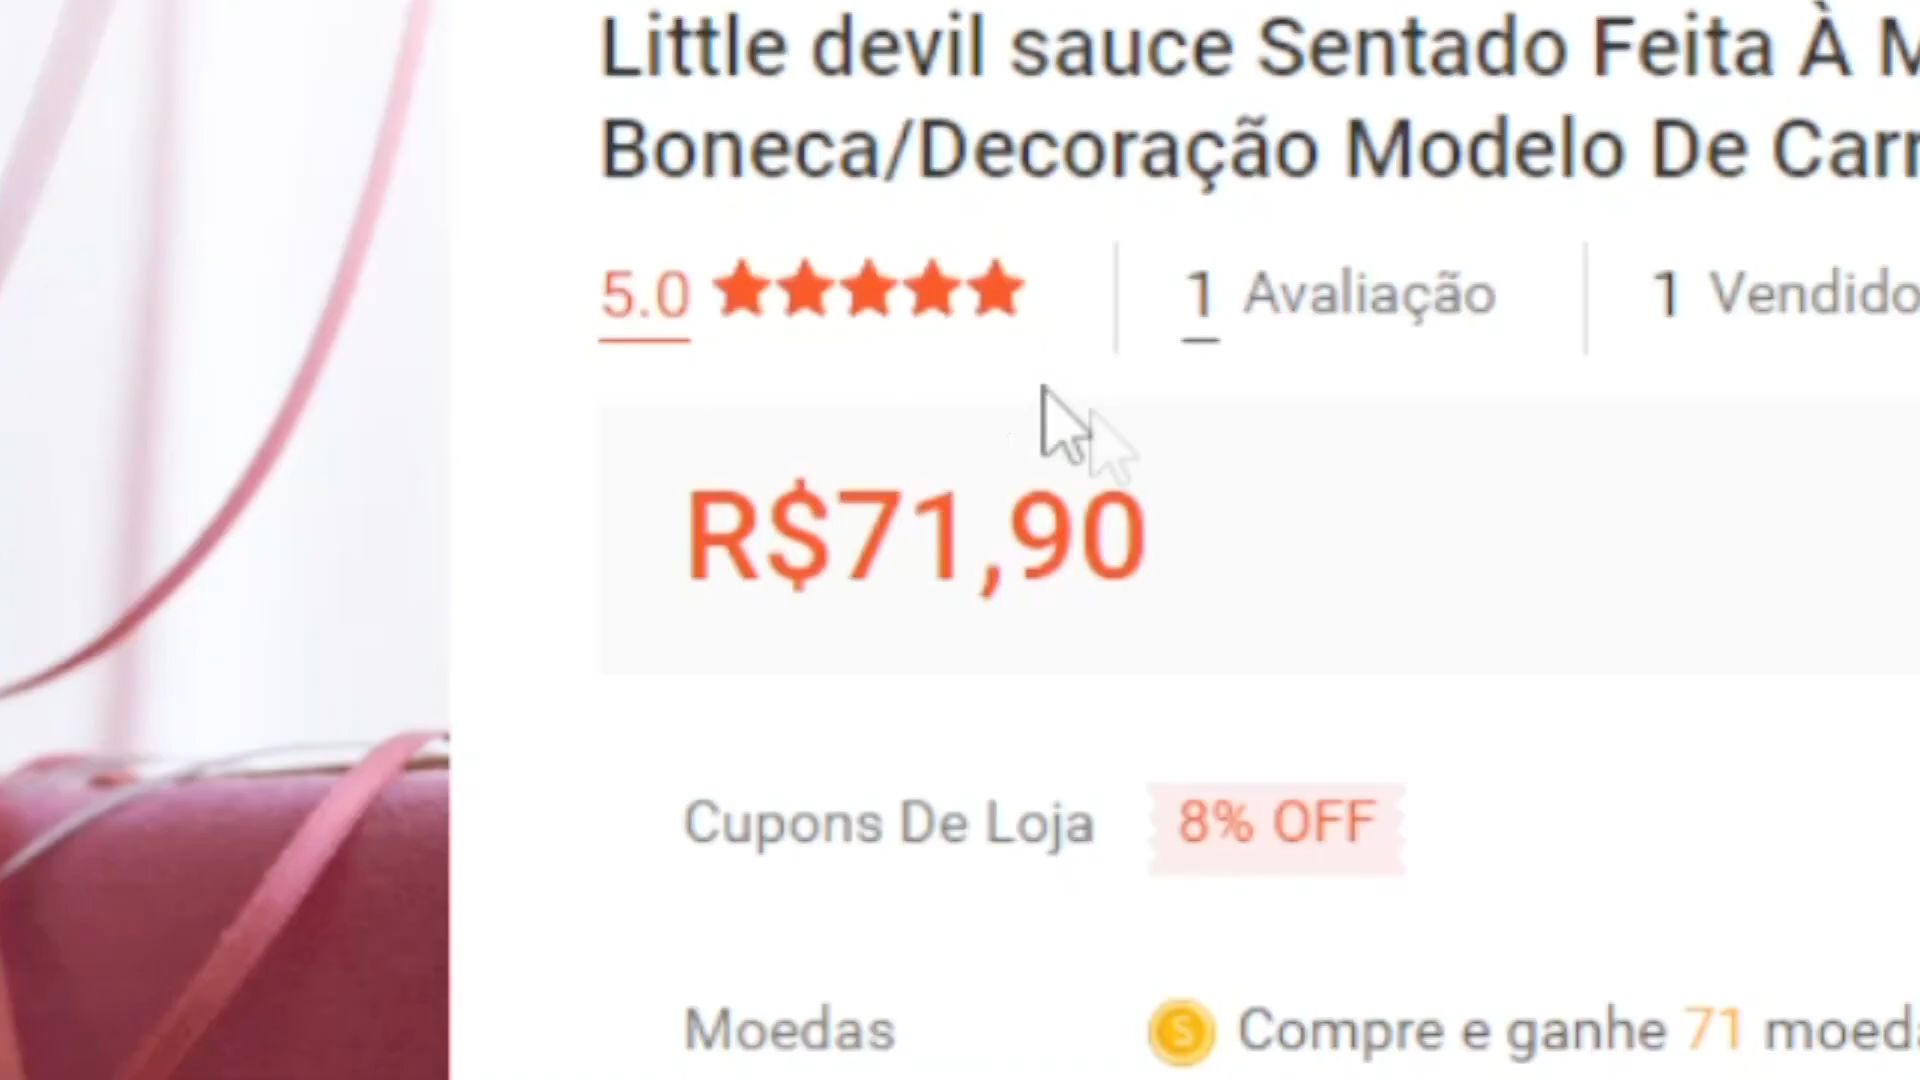 Little devil sauce Sentado Feita À
Boneca/Decoração Modelo De
5.0
1 Avaliação
1 Vendido
R$71,90
Cupons De Loja 8% OFF
Moedas
Compre e ganhe 71